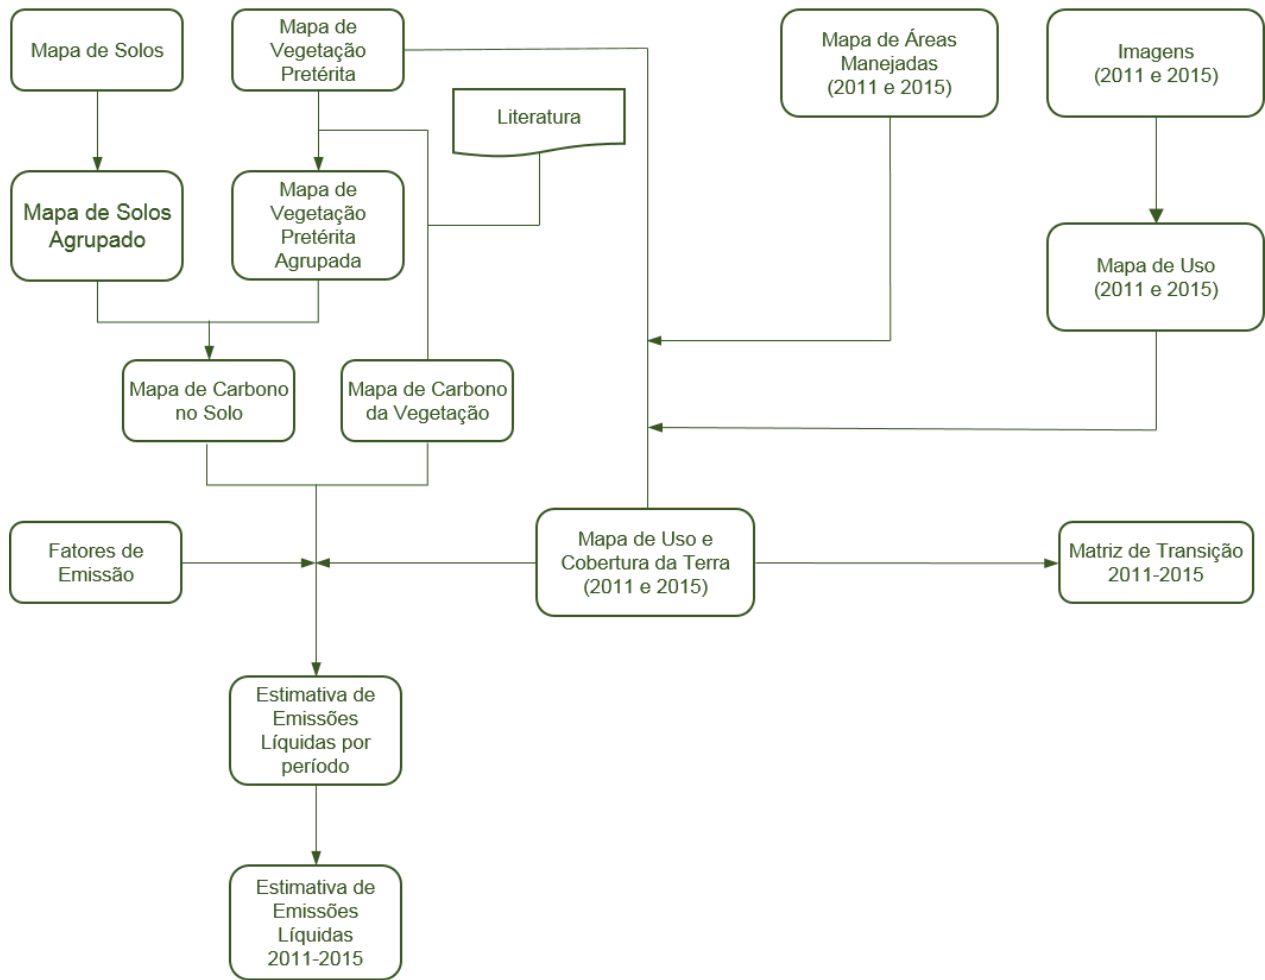 Mapa de Solos
Mapa de
Vegetação
Pretérita
Mapa de Áreas
Manejadas
(2011 e 2015)
Imagens
(2011 e 2015)
Literatura
Mapa de Solos
Agrupado
Mapa de
Vegetação
Pretérita
Agrupada
Mapa de Uso
(2011 e 2015)
Mapa de Carbono
no Solo
Mapa de Carbono
da Vegetação
Fatores de
Emissão
Mapa de Uso e
Cobertura da Terra
(2011 e 2015)
Matriz de Transição
2011-2015
Estimativa de
Emissões
Líquidas por
período
Estimativa de
Emissões
Líquidas
2011-2015